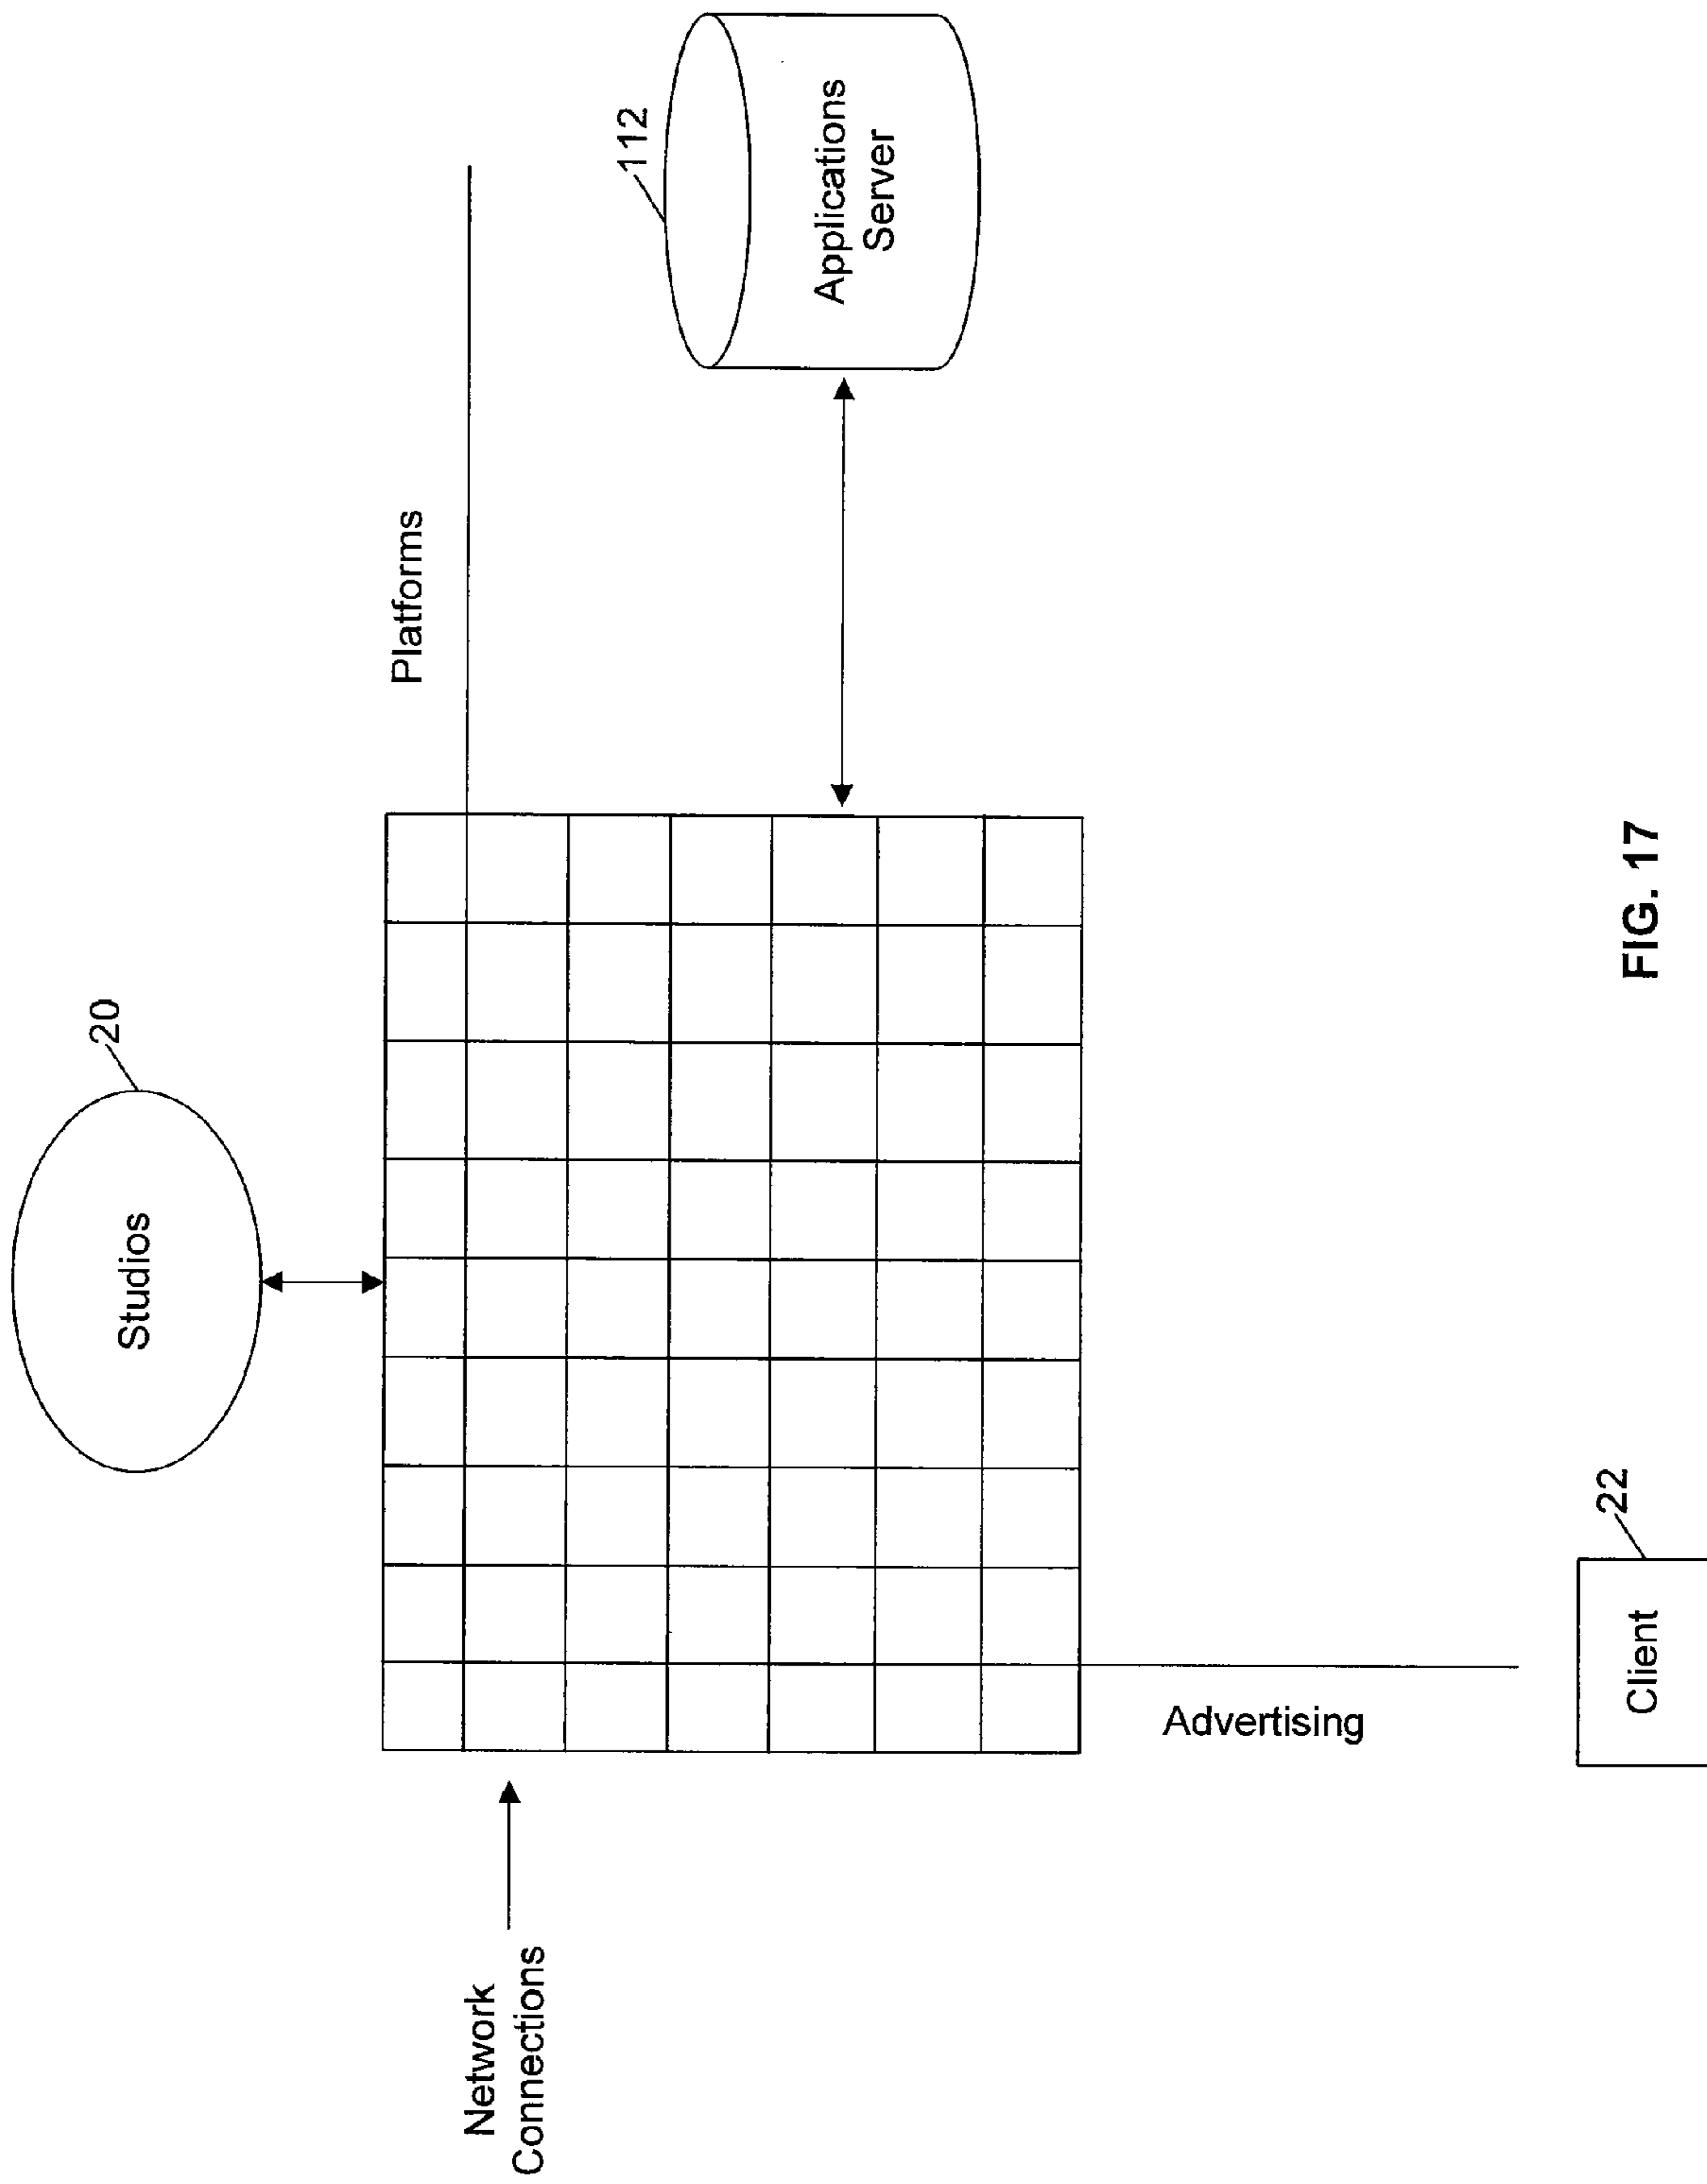 20
Studios
Platforms
112
Applications
Server
Network
Connections
Advertising
22
Client
FIG. 17